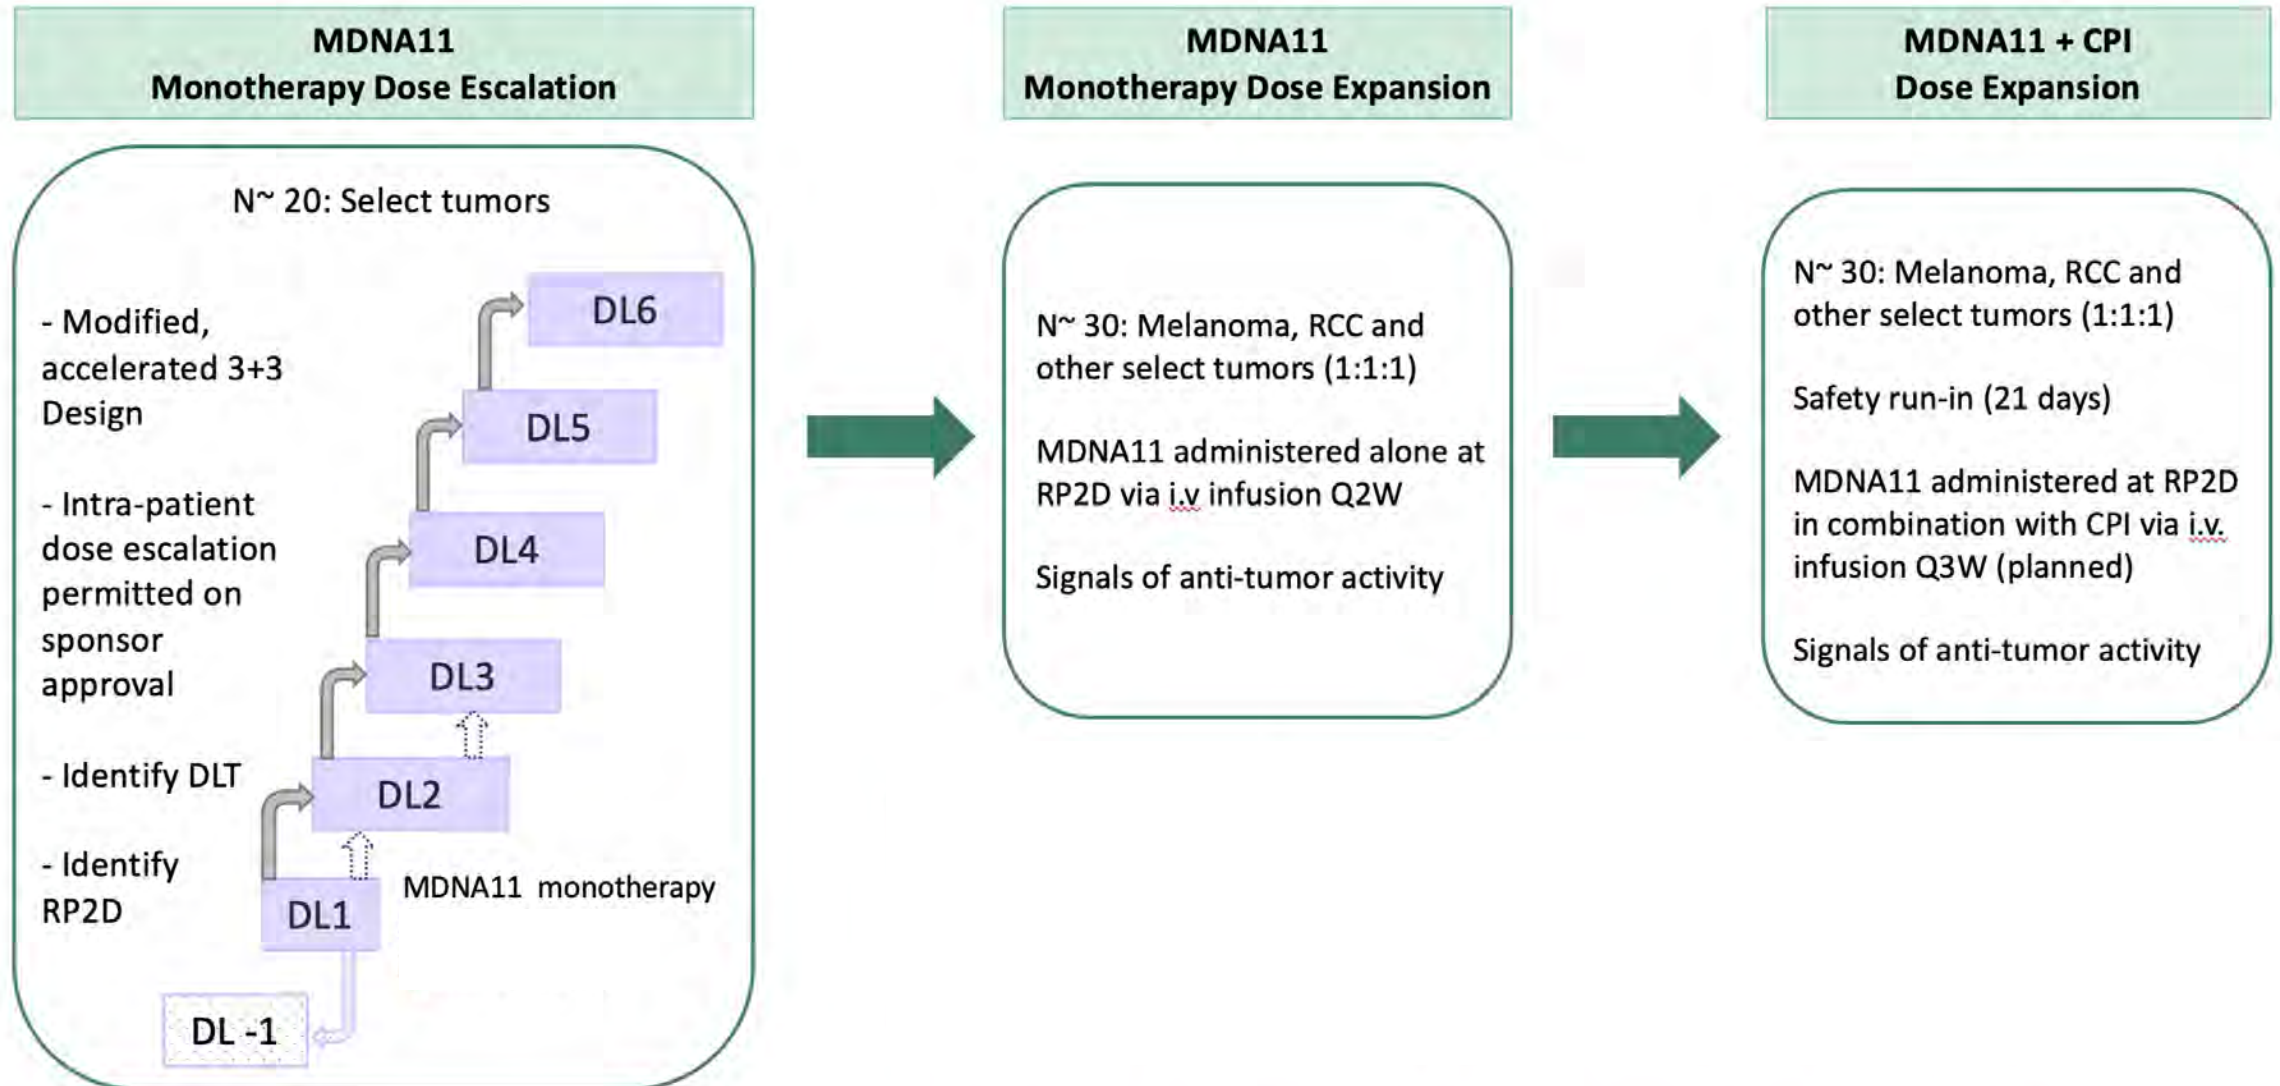 MDNA11
Monotherapy Dose Escalation
N~ 20: Select tumors
- Modified,
accelerated 3+3
Design
- Intra-patient
dose escalation
permitted on
sponsor
approval
- Identify DLT
- Identify
RP2D
DL6
DL5
DL4
DL3
DL2
DL1
MDNA11 monotherapy
DL -1
MDNA11
Monotherapy Dose Expansion
N~ 30: Melanoma, RCC and
other select tumors (1:1:1)
MDNA11 administered alone at
RP2D via i.v infusion Q2W
Signals of anti-tumor activity
MDNA11 + CPI
Dose Expansion
N~ 30: Melanoma, RCC and
other select tumors (1:1:1)
Safety run-in (21 days)
MDNA11 administered at RP2D
in combination with CPI via i.v.
infusion Q3W (planned)
Signals of anti-tumor activity